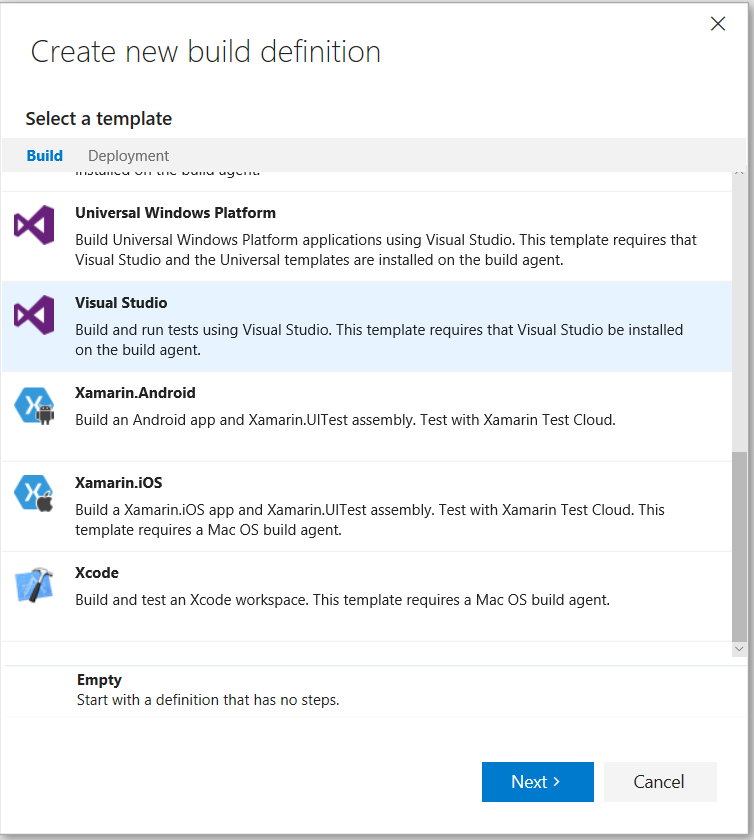 Create new build definition
Select a template
Build Deployment
installed on the build agent.
Universal Windows Platform
Build Universal Windows Platform applications using Visual Studio. This template requires that
Visual Studio and the Universal templates are installed on the build agent.
Visual Studio
Build and run tests using Visual Studio. This template requires that Visual Studio be installed
on the build agent.
Xamarin.Android
Build an Android app and Xamarin.UITest assembly. Test with Xamarin Test Cloud.
Xamarin.iOS
Build a Xamarin.iOS app and Xamarin.UITest assembly. Test with Xamarin Test Cloud. This
template requires a Mac OS build agent.
Xcode
Build and test an Xcode workspace. This template requires a Mac OS build agent.
Empty
Start with a definition that has no steps.
Next >
Cancel